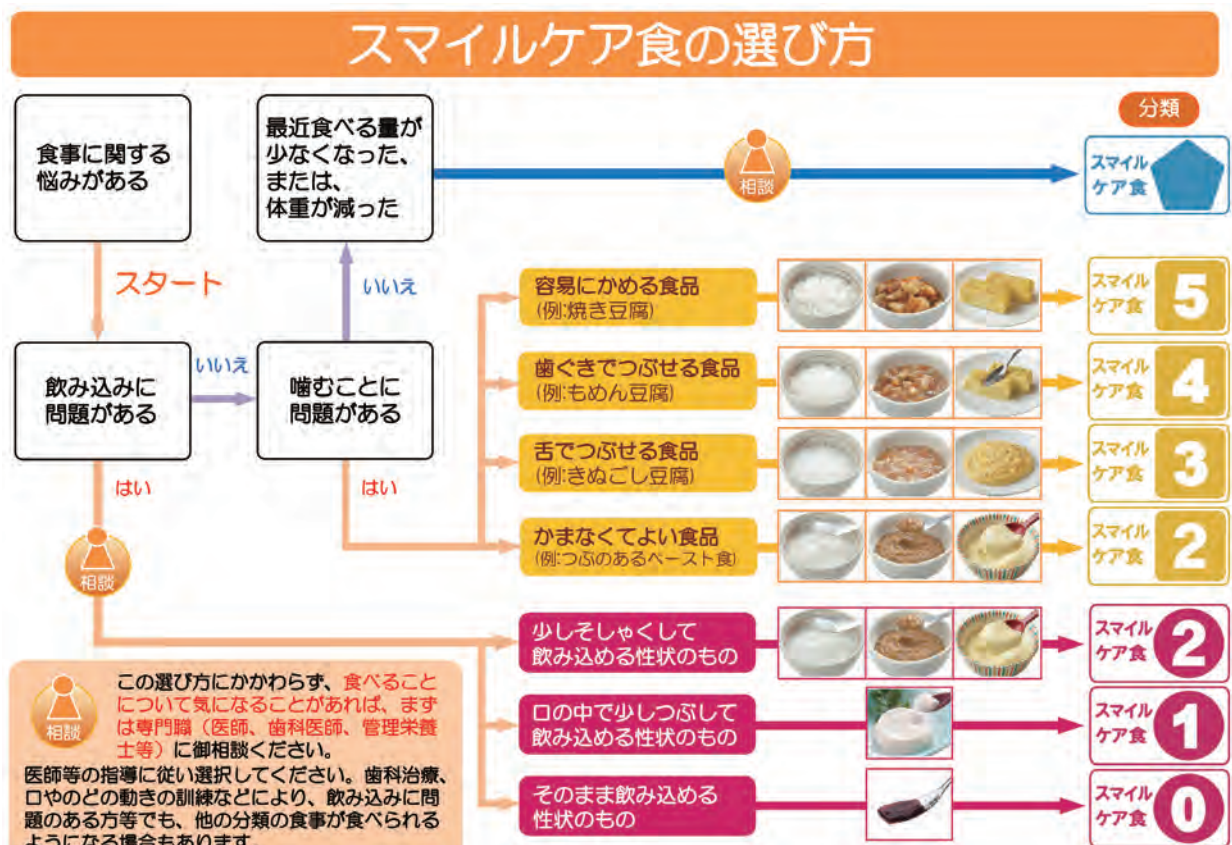 スマイルケア食の選び方
食事に関する
悩みがある
最近食べる量が
少なくなった、
または、
体重が減った
相談
分類
スマイル
ケア食
スタート
いいえ
飲み込みに
問題がある
いいえ
噛むことに
問題がある
はい
はい
相談
容易にかめる食品
(例:焼き豆腐)
スマイル
ケア食
5
歯ぐきでつぶせる食品
(例:もめん豆腐)
スマイル
ケア食
4
舌でつぶせる食品
(例:きぬごし豆腐)
スマイル
ケア食
3
かまなくてよい食品
(例:つぶのあるペースト食)
スマイル
ケア食
2
少しそしゃくして
飲み込める性状のもの
スマイル
ケア食
2
口の中で少しつぶして
飲み込める性状のもの
スマイル
ケア食
1
そのまま飲み込める
性状のもの
スマイル
ケア食
0
相談
この選び方にかかわらず、食べること
について気になることがあれば、まず
は専門職（医師、歯科医師、管理栄養
士等）に御相談ください。
医師等の指導に従い選択してください。歯科治療、
口やのどの動きの訓練などにより、飲み込みに問
題のある方等でも、他の分類の食事が食べられる
ようになる場合もあります。